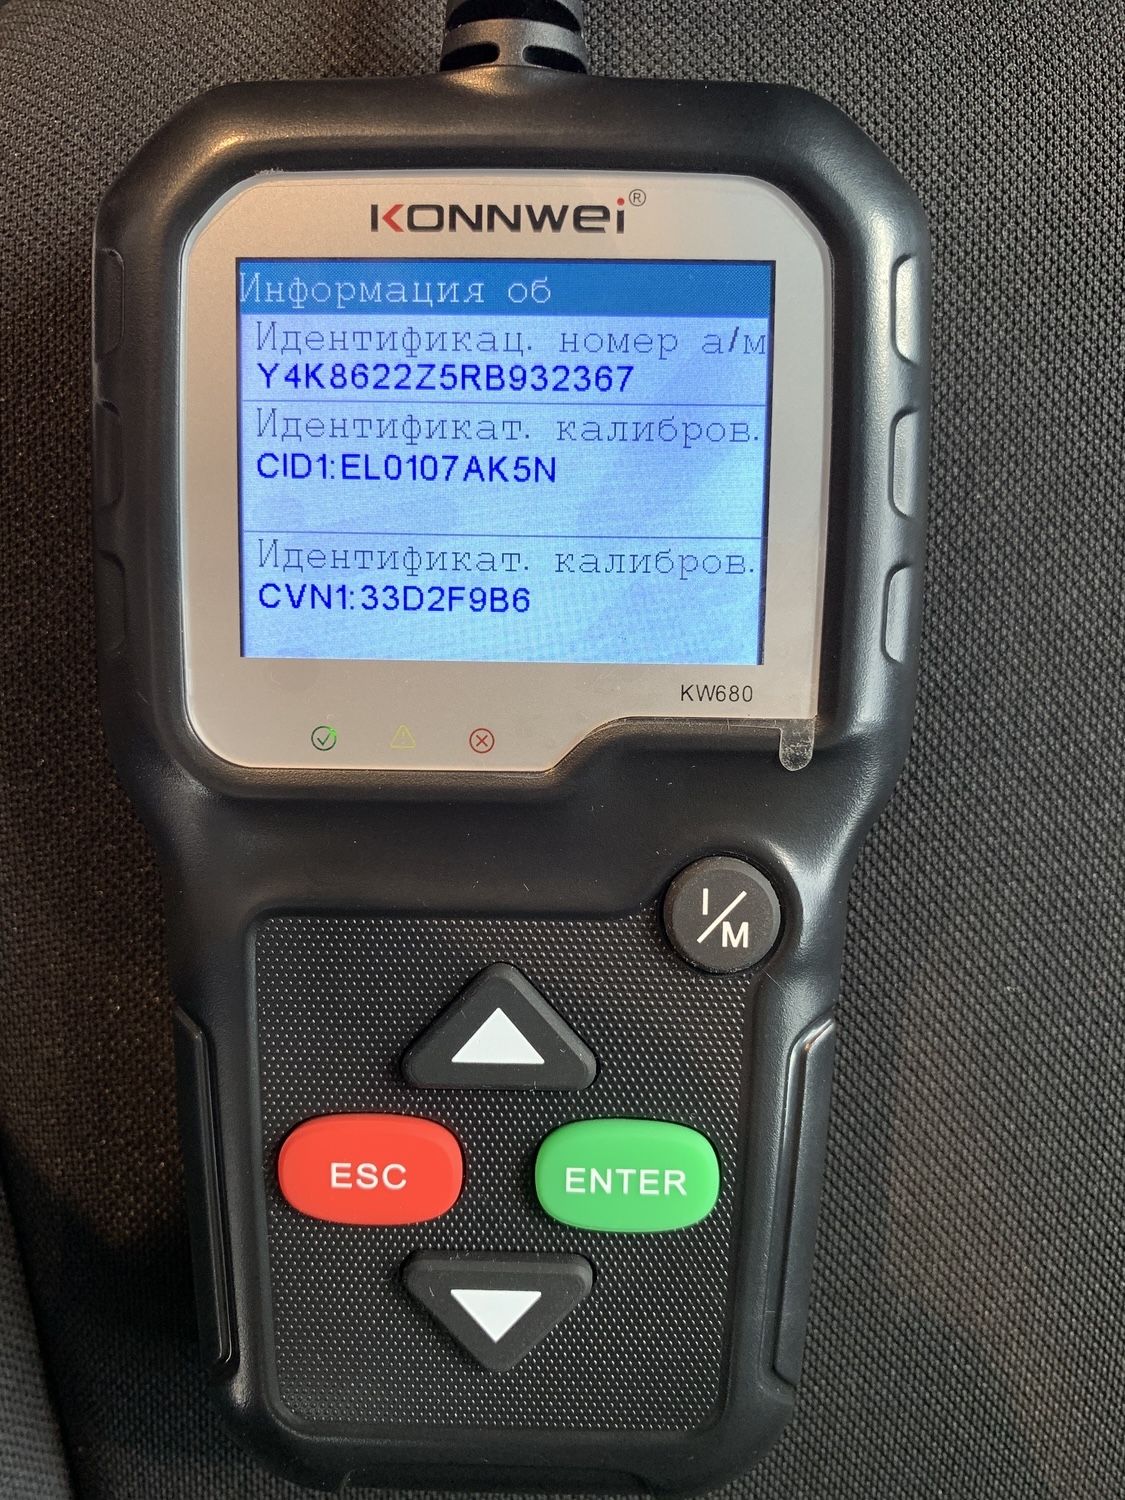 KONNWEI®
Информация об
Идентификац. номер а/м
Y4K8622Z5RB932367
Идентификат. калибров.
CID1:EL0107AK5N
Идентификат. калибров.
CVN1:33D2F9B6
KW680
I/M
ESC
ENTER